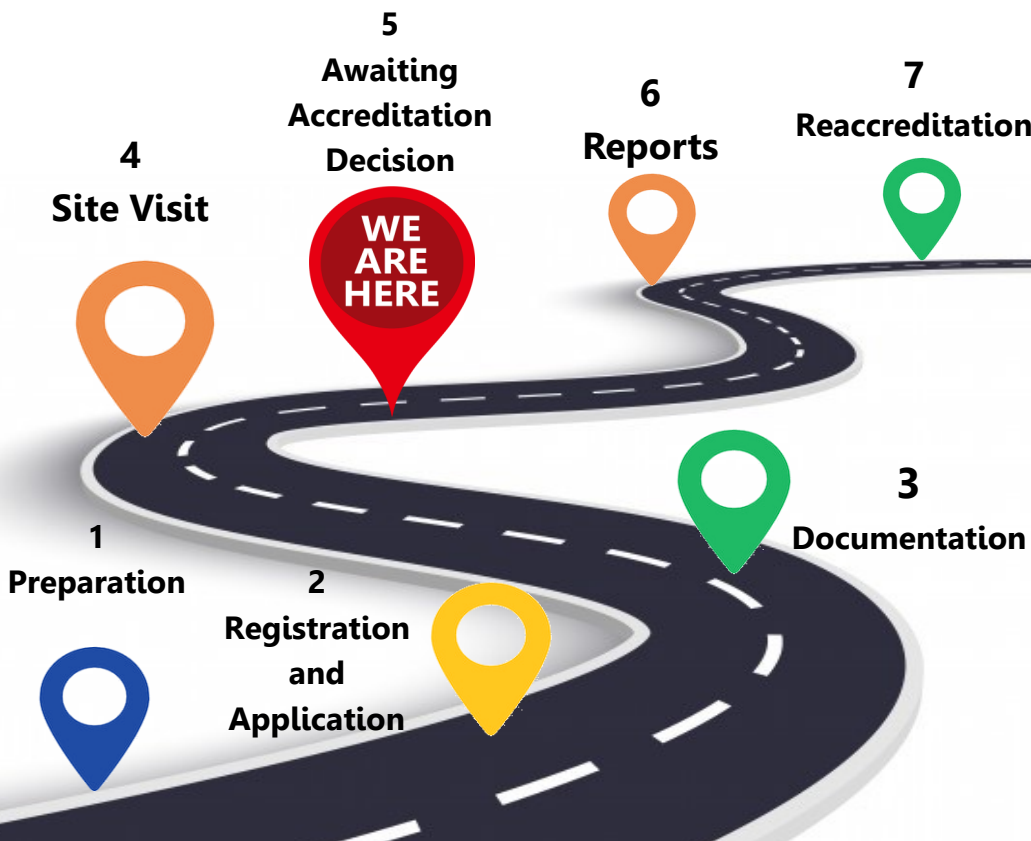 1
Preparation
2
Registration
and
Application
3
Documentation
4
Site Visit
5
Awaiting
Accreditation
Decision
WE
ARE
HERE
6
Reports
7
Reaccreditation